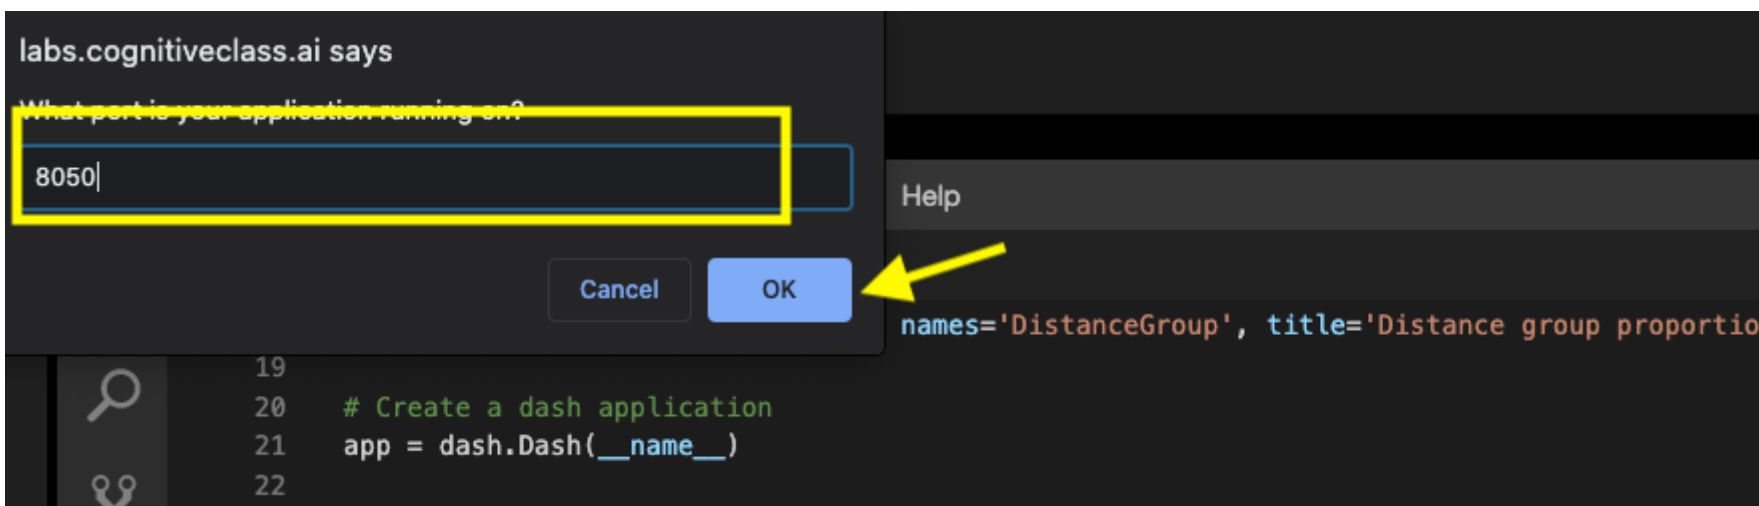 labs.cognitiveclass.ai says
What port is your application running on?
8050
Cancel
OK
Help
names='DistanceGroup', title='Distance group proportio
19
20 # Create a dash application
21 app = dash.Dash(__name__)
22